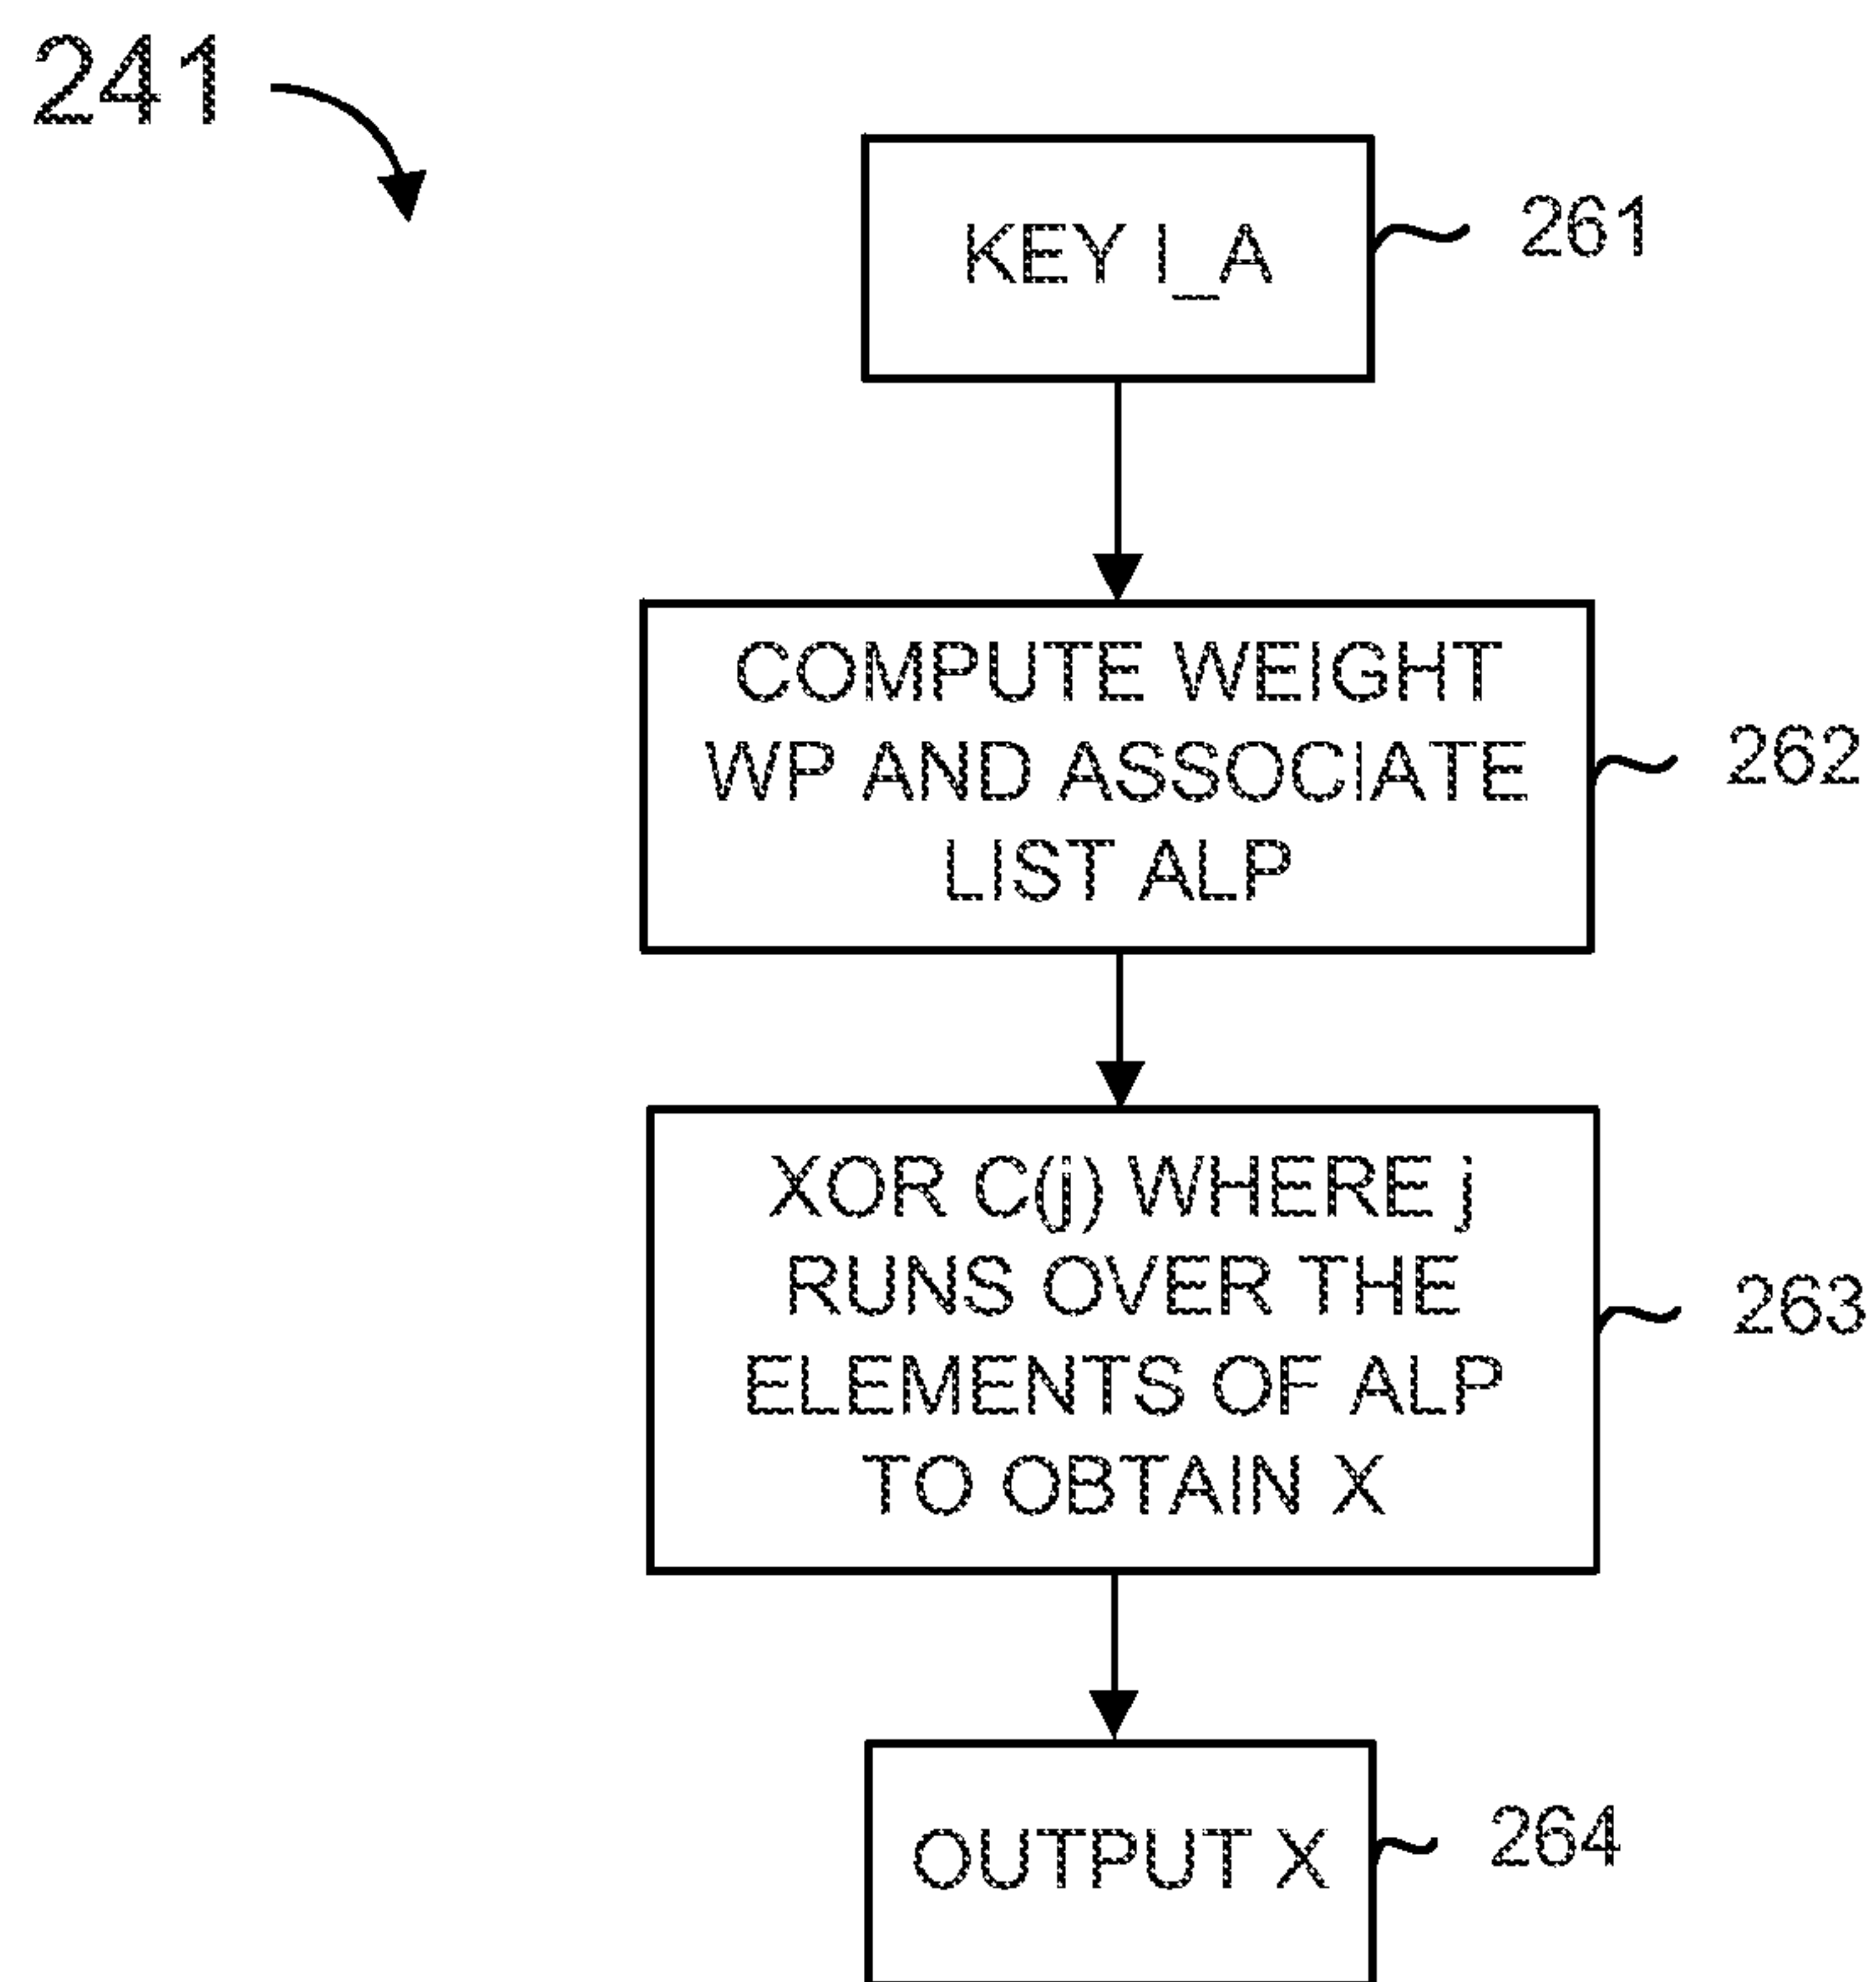 241
KEY I_A
261
COMPUTE WEIGHT
WP AND ASSOCIATE
LIST ALP
262
XOR C(j) WHERE j
RUNS OVER THE
ELEMENTS OF ALP
TO OBTAIN X
263
OUTPUT X
264